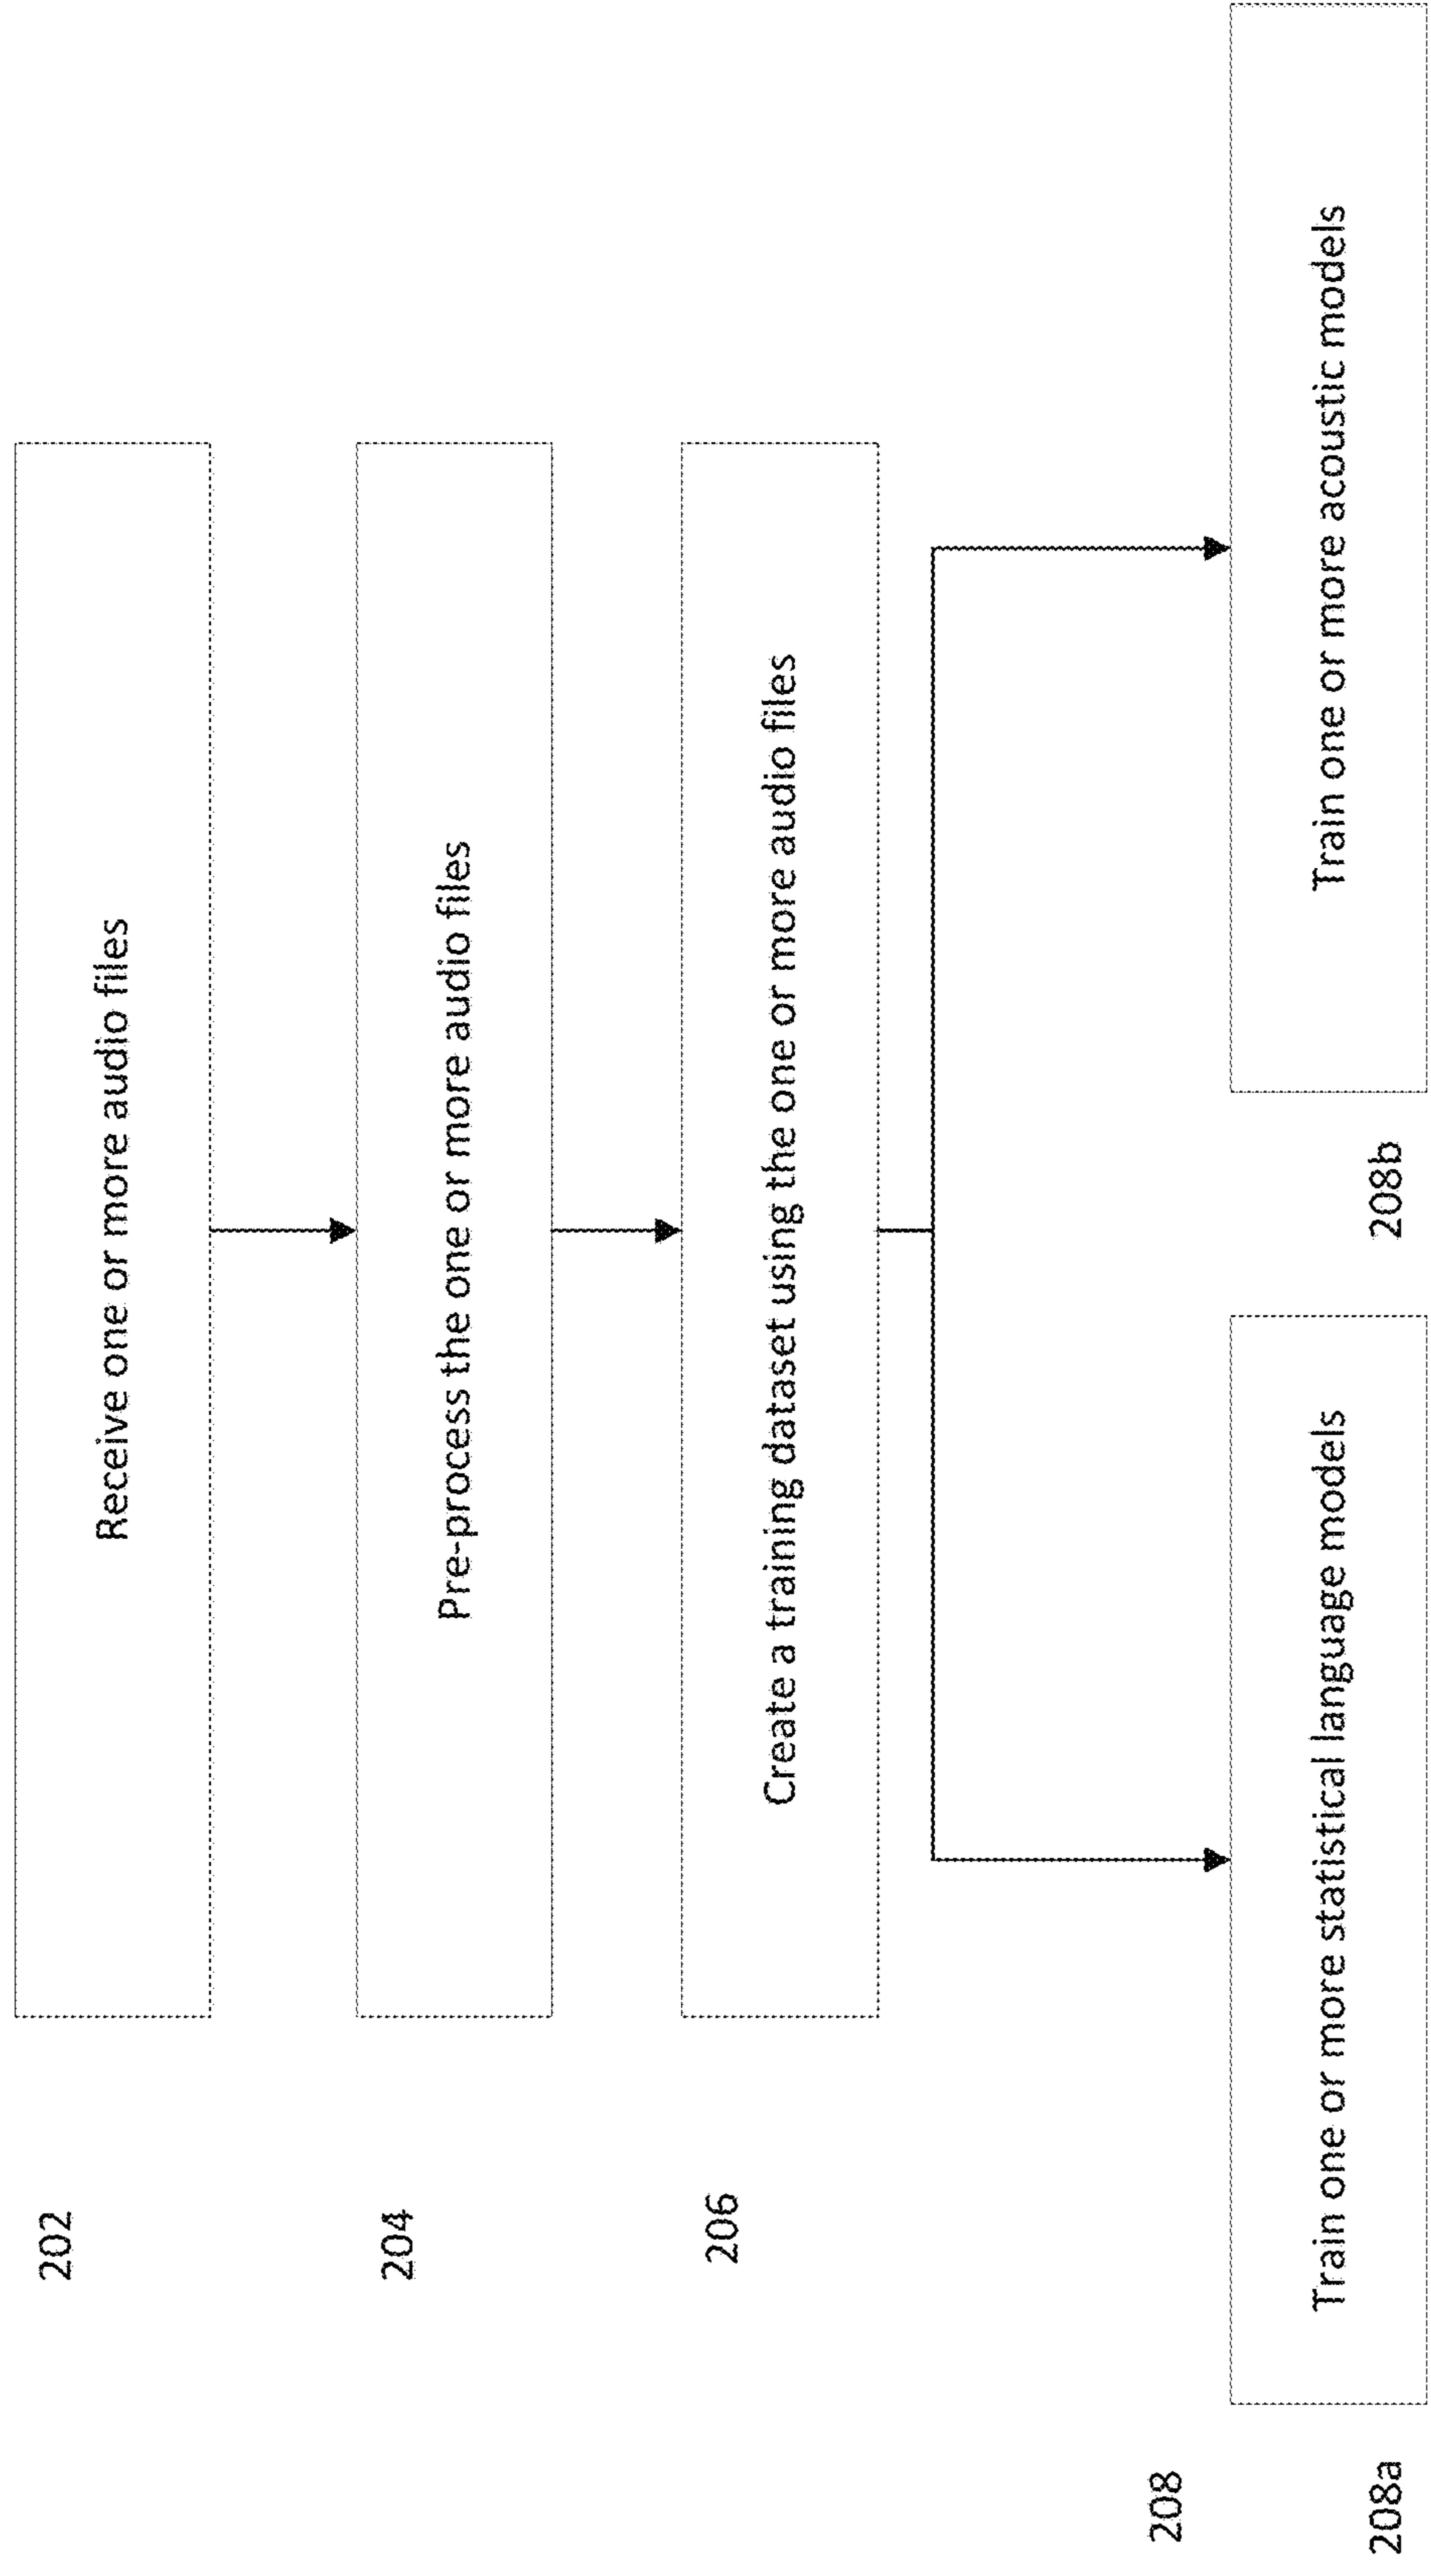 202
Receive one or more audio files
204
Pre-process the one or more audio files
206
Create a training dataset using the one or more audio files
208
208a
Train one or more statistical language models
208b
Train one or more acoustic models